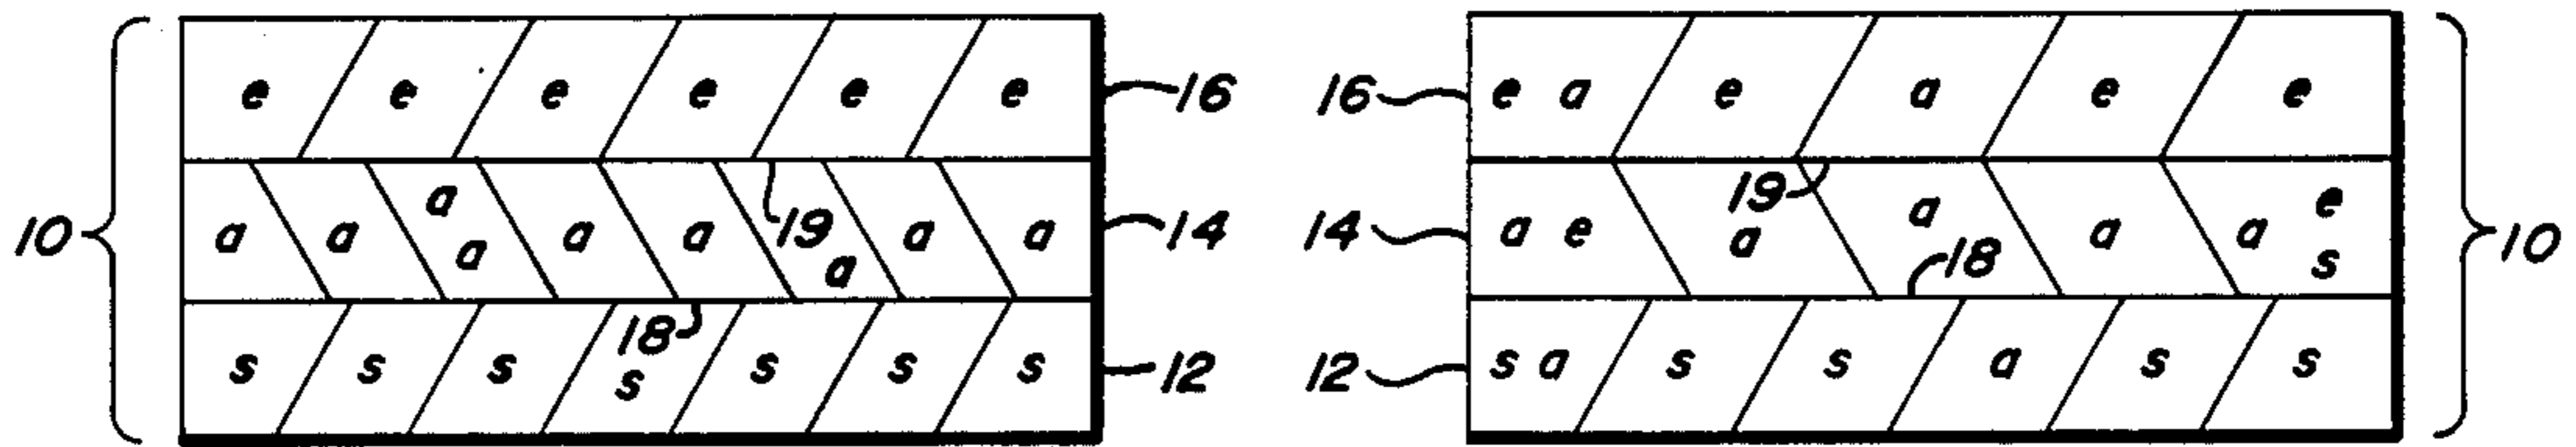 e e e e e e 16 16 e a e a e e
a
10 a a a a a 19 a a 14 14 a e 19 a a a a e 10
a a 18 s
18
s s s s s s s 12 12 s a s s a s s